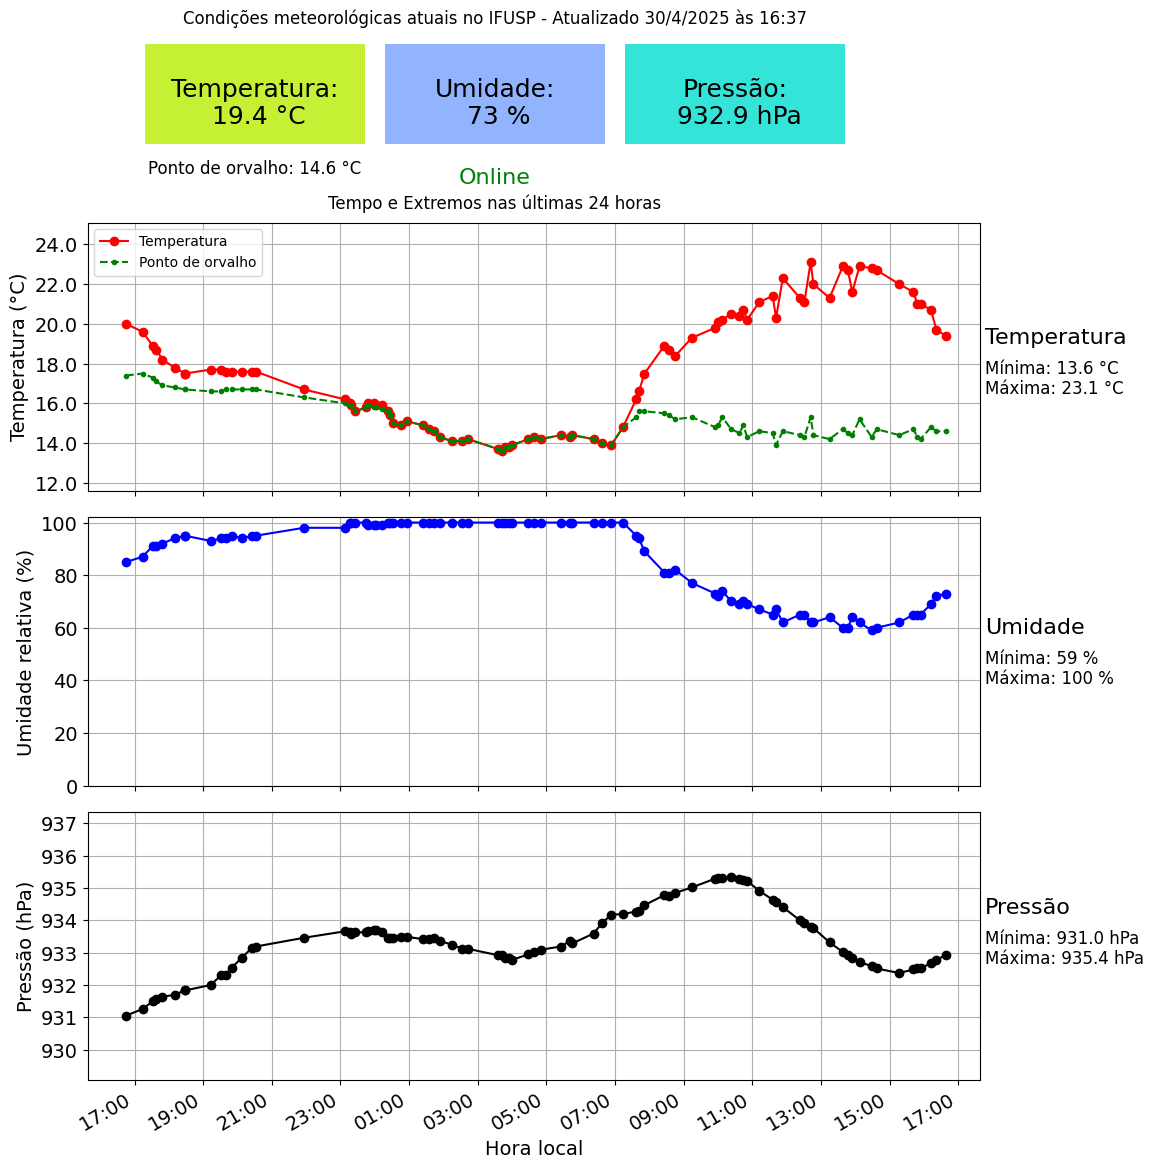 Condições meteorológicas atuais no IFUSP - Atualizado 30/4/2025 às 16:37
Temperatura:
19.4 °C
Umidade:
73 %
Pressão:
932.9 hPa
Ponto de orvalho: 14.6 °C
Online
Tempo e Extremos nas últimas 24 horas
Temperatura
Ponto de orvalho
Temperatura (°C)
24.0
22.0
20.0
18.0
16.0
14.0
12.0
Temperatura
Mínima: 13.6 °C
Máxima: 23.1 °C
Umidade relativa (%)
100
80
60
40
20
0
Umidade
Mínima: 59 %
Máxima: 100 %
Pressão (hPa)
937
936
935
934
933
932
931
930
Pressão
Mínima: 931.0 hPa
Máxima: 935.4 hPa
17:00 19:00 21:00 23:00 01:00 03:00 05:00 07:00 09:00 11:00 13:00 15:00 17:00
Hora local